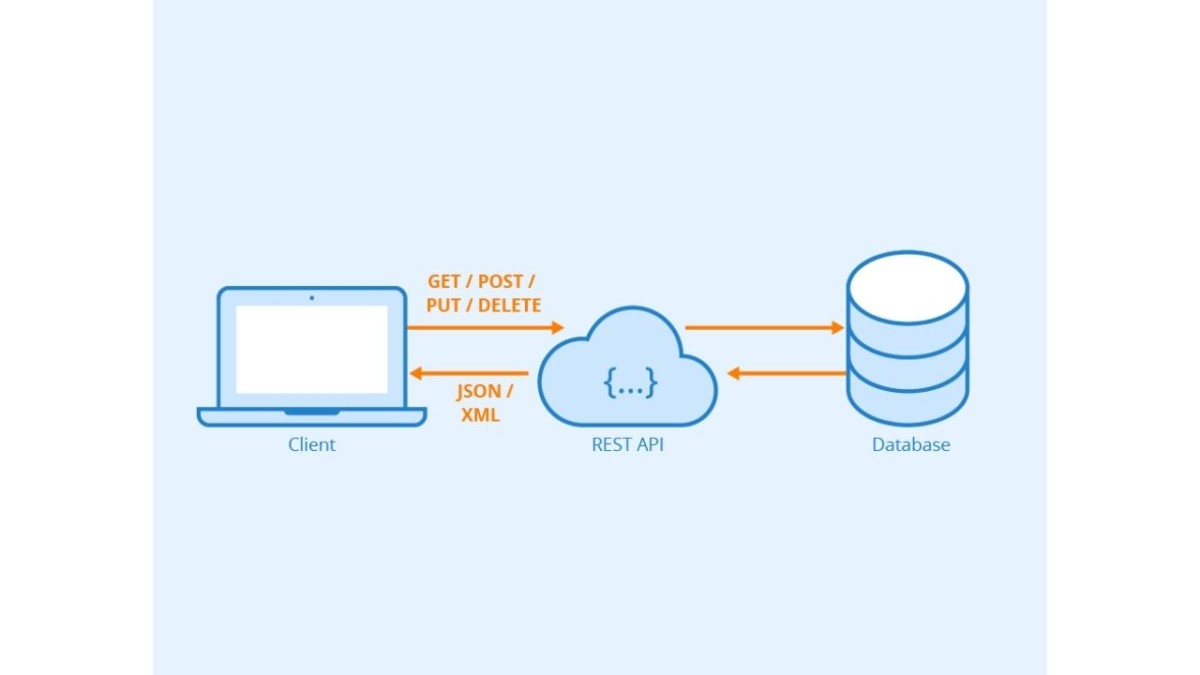 GET / POST /
PUT / DELETE
{...}
JSON /
XML
Client
REST API
Database